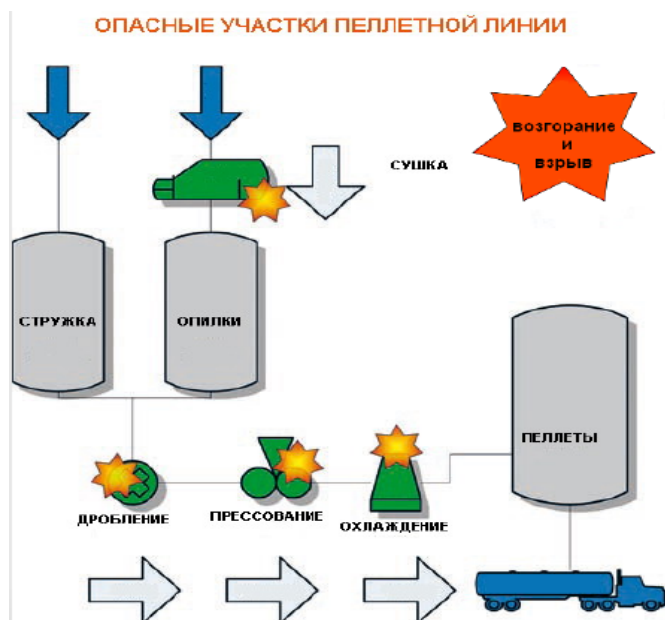 ОПАСНЫЕ УЧАСТКИ ПЕЛЛЕТНОЙ ЛИНИИ
возгорание
и
взрыв
СУШКА
СТРУЖКА
ОПИЛКИ
ПЕЛЛЕТЫ
ДРОБЛЕНИЕ
ПРЕССОВАНИЕ
ОХЛАЖДЕНИЕ